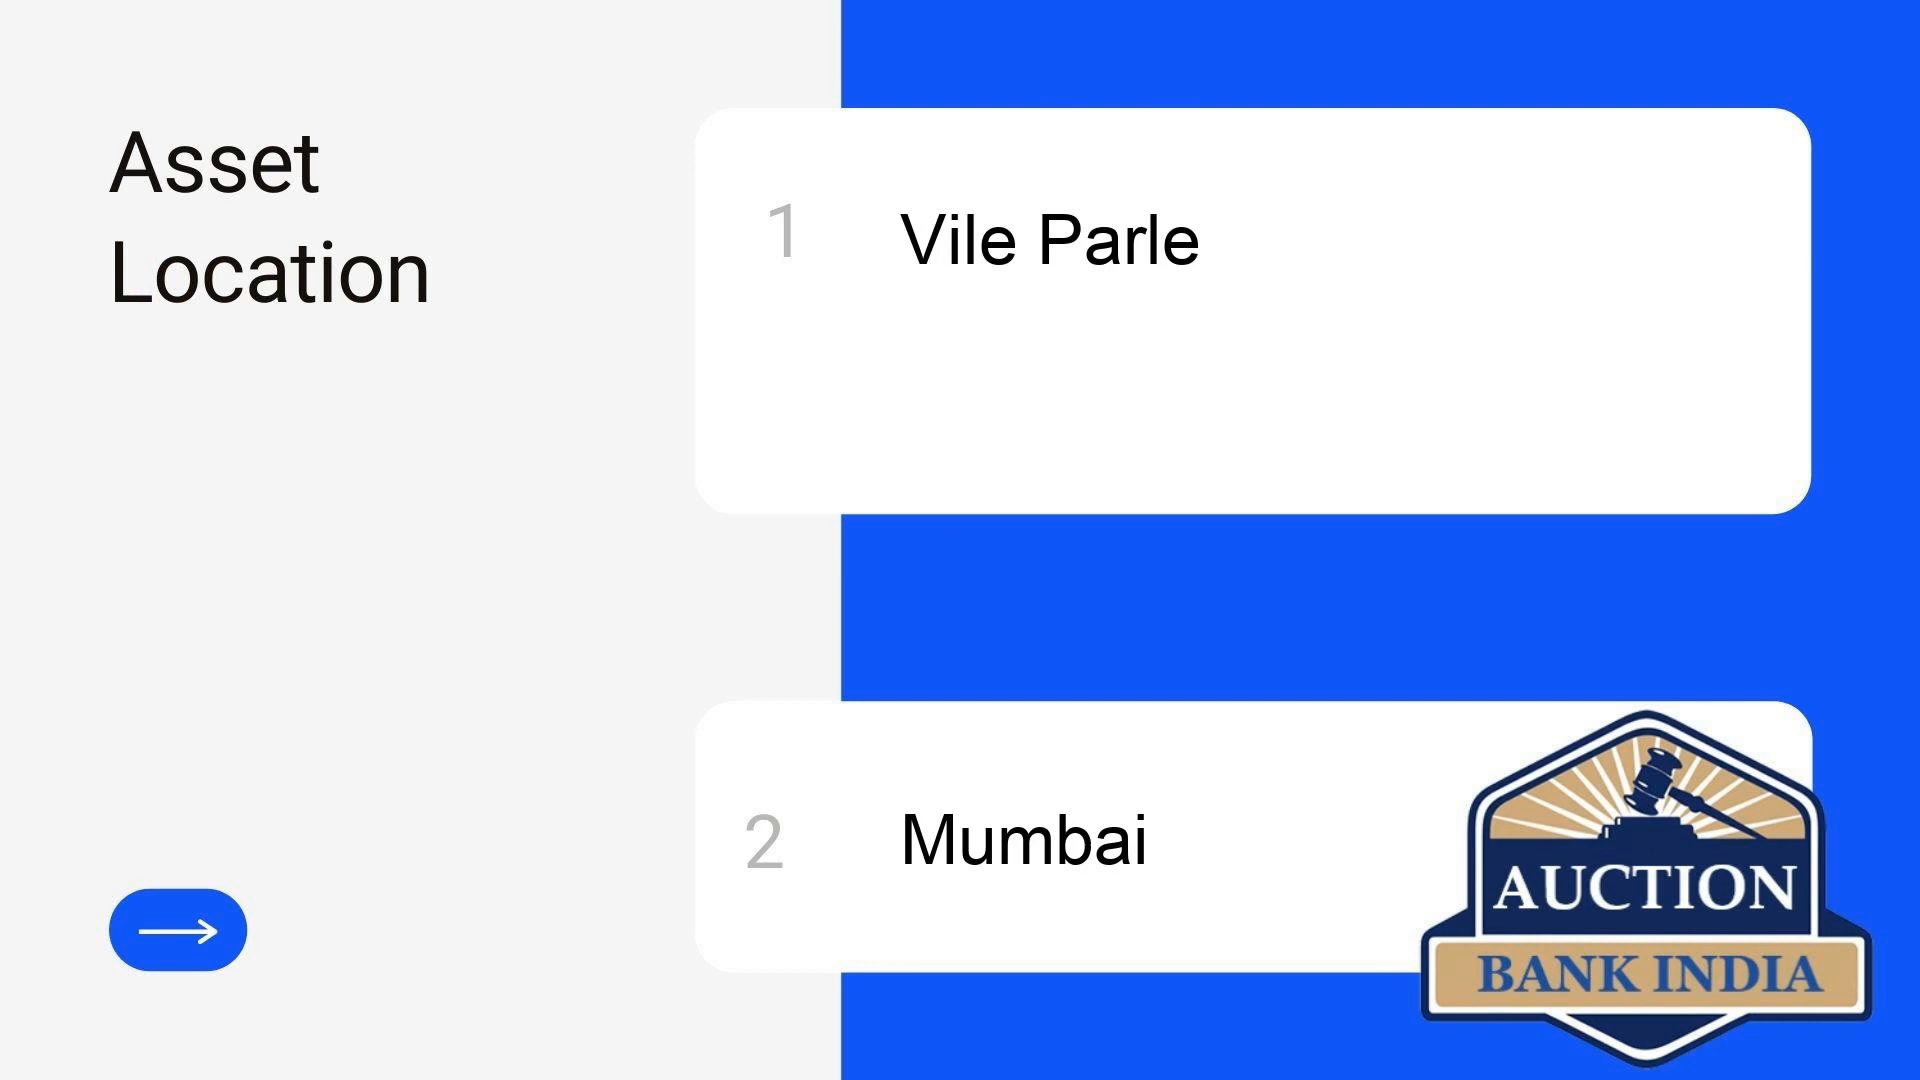 Asset
Location
1
Vile Parle
2
Mumbai
AUCTION
BANK INDIA